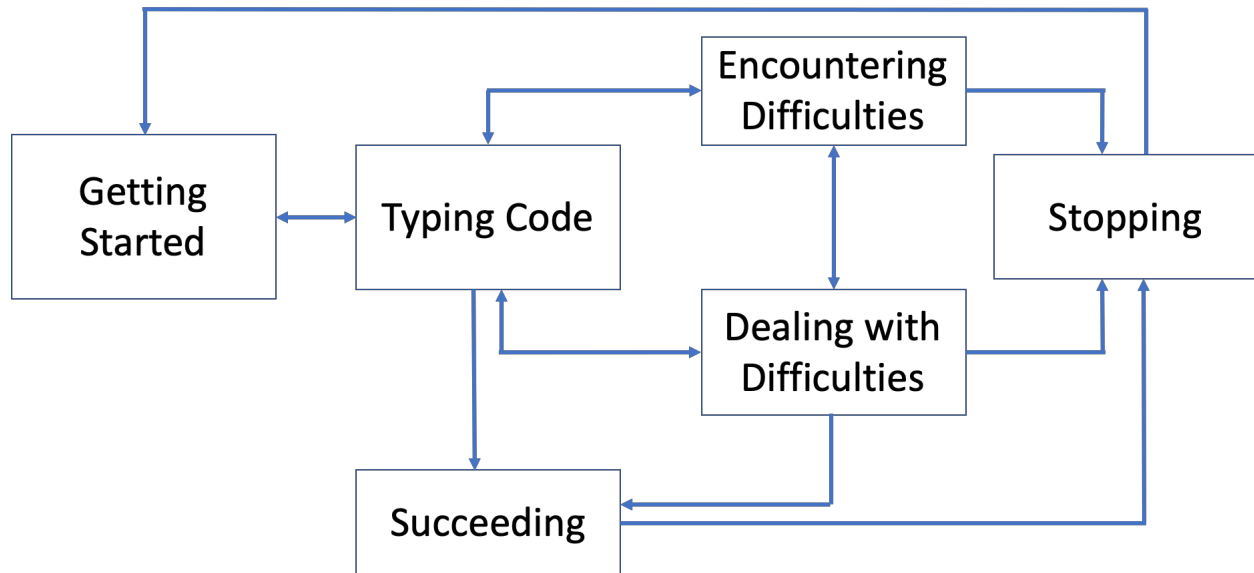 Getting
Started
Typing Code
Encountering
Difficulties
Dealing with
Difficulties
Stopping
Succeeding